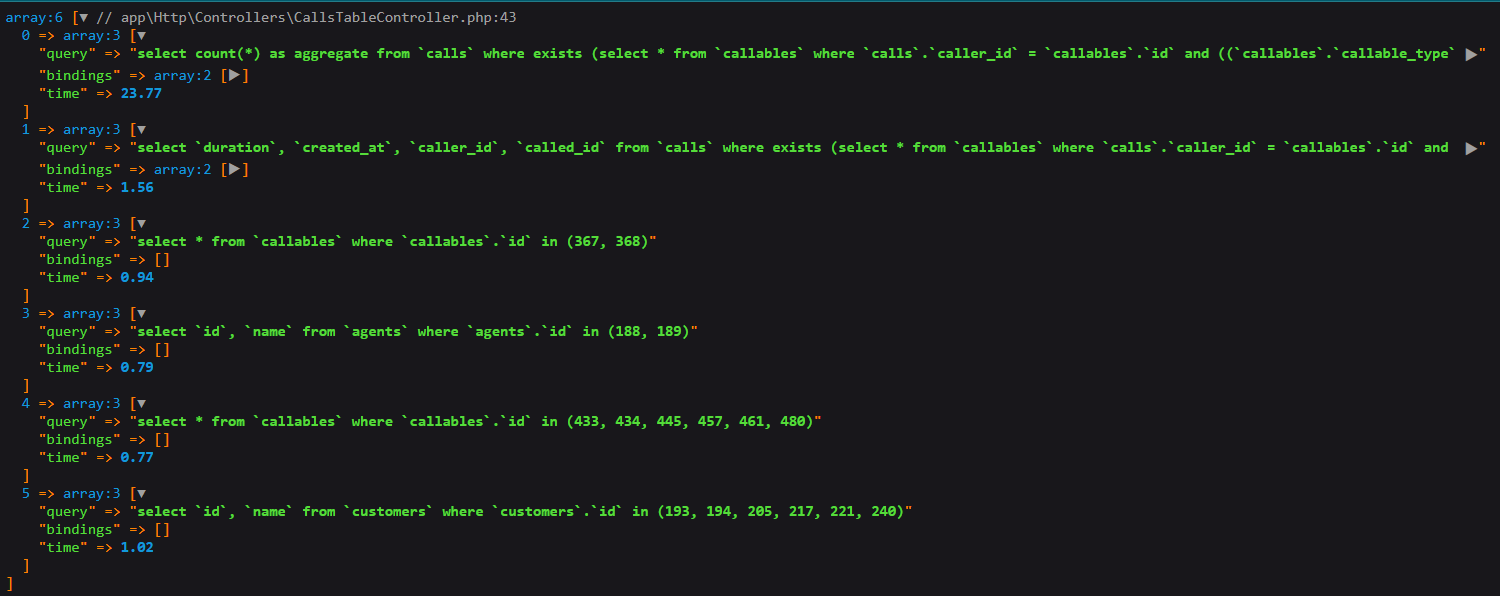 array:6 [▼ // app\Http\Controllers\CallsTableController.php:43
0 => array:3 [▼
"query" => "select count(*) as aggregate from `calls` where exists (select * from `callables` where `calls`.`caller_id` = `callables`.`id` and ((`callables`.`callable_type` ▶"
"bindings" => array:2 [▶]
"time" => 23.77
]
1 => array:3 [▼
"query" => "select `duration`, `created_at`, `caller_id`, `called_id` from `calls` where exists (select * from `callables` where `calls`.`caller_id` = `callables`.`id` and ▶"
"bindings" => array:2 [▶]
"time" => 1.56
]
2 => array:3 [▼
"query" => "select * from `callables` where `callables`.`id` in (367, 368)"
"bindings" => []
"time" => 0.94
]
3 => array:3 [▼
"query" => "select `id`, `name` from `agents` where `agents`.`id` in (188, 189)"
"bindings" => []
"time" => 0.79
]
4 => array:3 [▼
"query" => "select * from `callables` where `callables`.`id` in (433, 434, 445, 457, 461, 480)"
"bindings" => []
"time" => 0.77
]
5 => array:3 [▼
"query" => "select `id`, `name` from `customers` where `customers`.`id` in (193, 194, 205, 217, 221, 240)"
"bindings" => []
"time" => 1.02
]
]